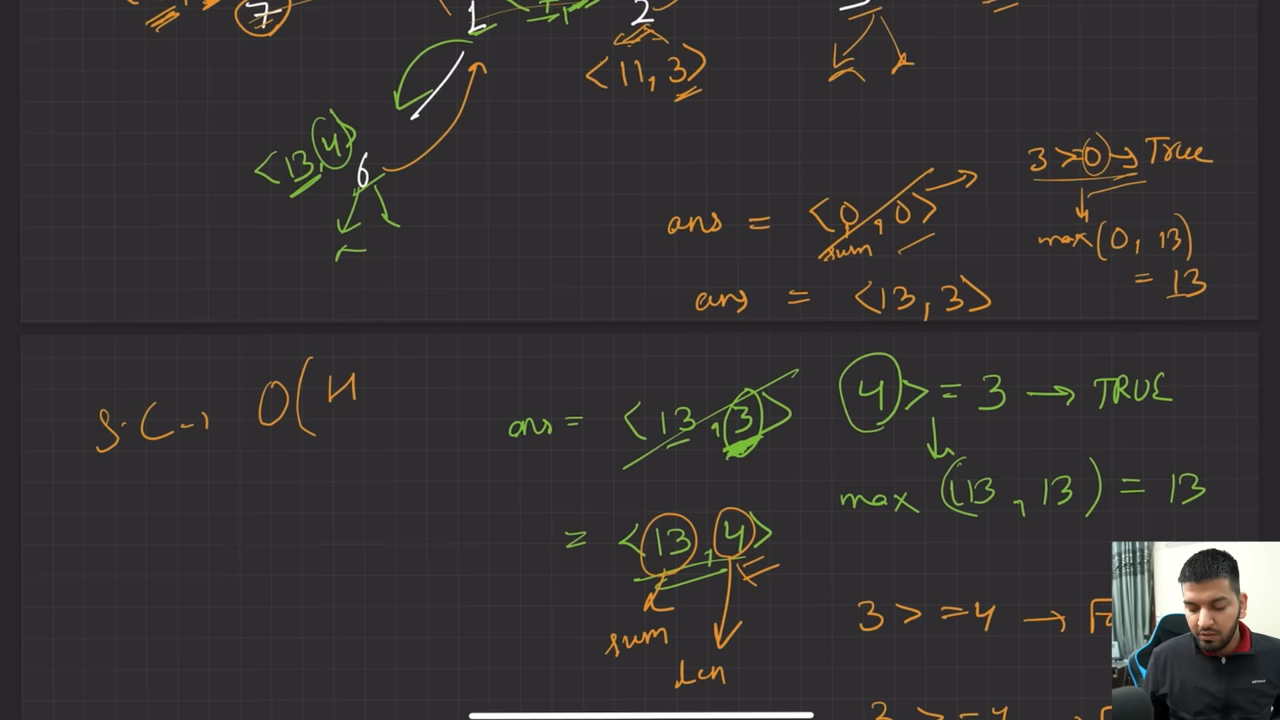 7 1 2
<11, 3>
<13, 4>
6
3 > 0 → True
ans = <0, 0>
sum
max(0, 13)
= 13
ans = <13, 3>
S.C → O(H
ans = <13, 3>
4 > = 3 → TRUE
max (13, 13) = 13
= <13, 4>
sum
Len
3 > = 4 →
3 > = 4 →